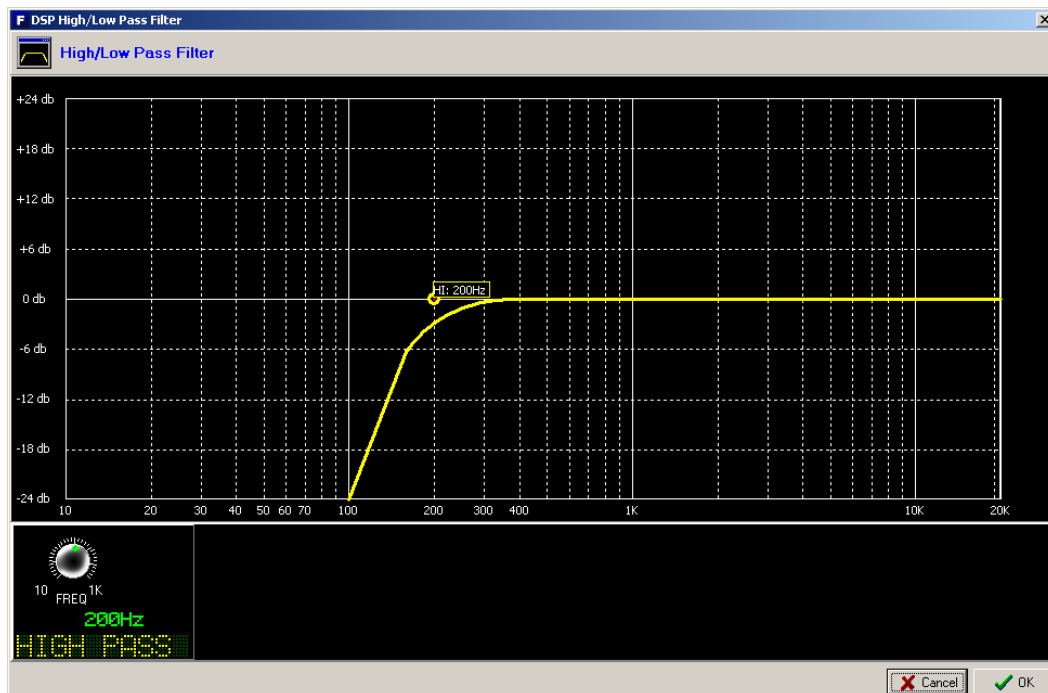 F DSP High/Low Pass Filter
High/Low Pass Filter
+24 db
+18 db
+12 db
+6 db
0 db
HI: 200Hz
-6 db
-12 db
-18 db
-24 db
10 20 30 40 50 60 70 100 200 300 400 1K 10K 20K
10 FREQ 1K
200Hz
HIGH PASS
Cancel OK